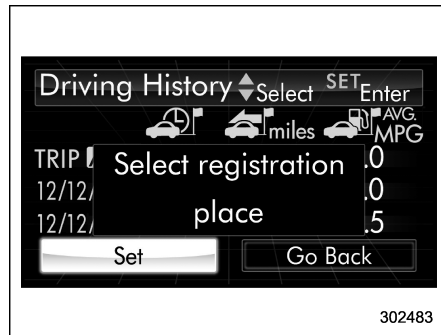 Driving History Select SET Enter
miles AVG. MPG
TRIP .0
12/12/ .0
12/12/ .5
Select registration
place
Set Go Back
302483